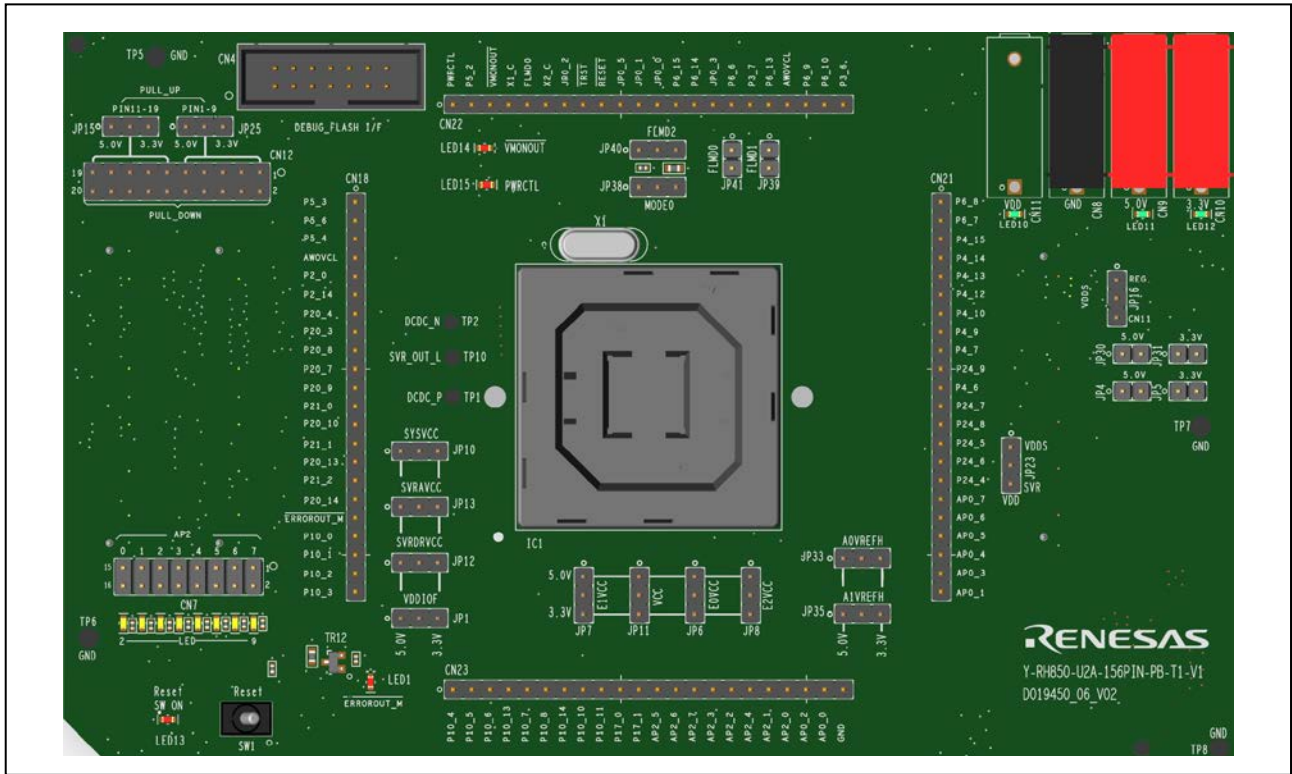 TP5 GND
CN4
DEBUG_FLASH I/F
PULL_UP
PIN11-19 PIN1-9
JP15 JP25
5.0V 3.3V 5.0V 3.3V
CN12
19 1
20 2
PULL_DOWN
PWRCTL
P5_2
VMONOUT
X1_C
FLMD0
X2_C
JP0_2
TRST
RESET
JP0_5
JP0_1
JP0_0
P6_15
P6_14
JP0_3
P6_6
P3_7
P6_13
AWOVCL
P6_9
P6_10
P3_6
CN22
LED14 VMONOUT
LED15 PWRCTL
FLMD2
JP40
JP38
MODE0
FLMD0
JP41
FLMD1
JP39
VDD
CN11
LED10
GND
CN8
5.0V
CN9
LED11
3.3V
CN10
LED12
CN18
P5_3
P6_6
P5_4
AWOVCL
P2_0
P2_14
P20_4
P20_3
P20_8
P20_7
P20_9
P21_0
P20_10
P21_1
P20_13
P21_2
P20_14
ERROROUT_M
P10_0
P10_1
P10_2
P10_3
X1
DCDC_N TP2
SVR_OUT_L TP10
DCDC_P TP1
SYSVCC
JP10
SVRAVCC
JP13
SVRDRVCC
JP12
VDDIOF
JP1
5.0V 3.3V
IC1
CN21
P6_8
P6_7
P4_15
P4_14
P4_13
P4_12
P4_10
P4_9
P4_7
P24_9
P4_6
P24_7
P24_8
P24_5
P24_6
P24_4
AP0_7
AP0_6
AP0_5
AP0_4
AP0_3
AP0_1
REG
VDDS
JP16
CN11
5.0V 3.3V
JP30 JP31
5.0V 3.3V
JP4 JP5
TP7
GND
VDDS
JP23
SVR
VDD
5.0V
3.3V
E1VCC
VCC
E0VCC
E2VCC
JP7 JP11 JP6 JP8
A0VREFH
JP33
A1VREFH
JP35
5.0V 3.3V
AP2
0 1 2 3 4 5 6 7
15 1
16 2
CN7
2 LED 9
TP6
GND
TR12
LED1
ERROROUT_M
Reset
SW ON
LED13
Reset
SW1
CN23
P10_4
P10_5
P10_6
P10_13
P10_7
P10_8
P10_14
P10_10
P10_11
P17_0
P17_1
AP2_5
AP2_6
AP2_7
AP2_3
AP2_2
AP2_4
AP2_1
AP2_0
AP0_2
AP0_0
GND
RENESAS
Y-RH850-U2A-156PIN-PB-T1-V1
D019450_06_V02
GND
TP8